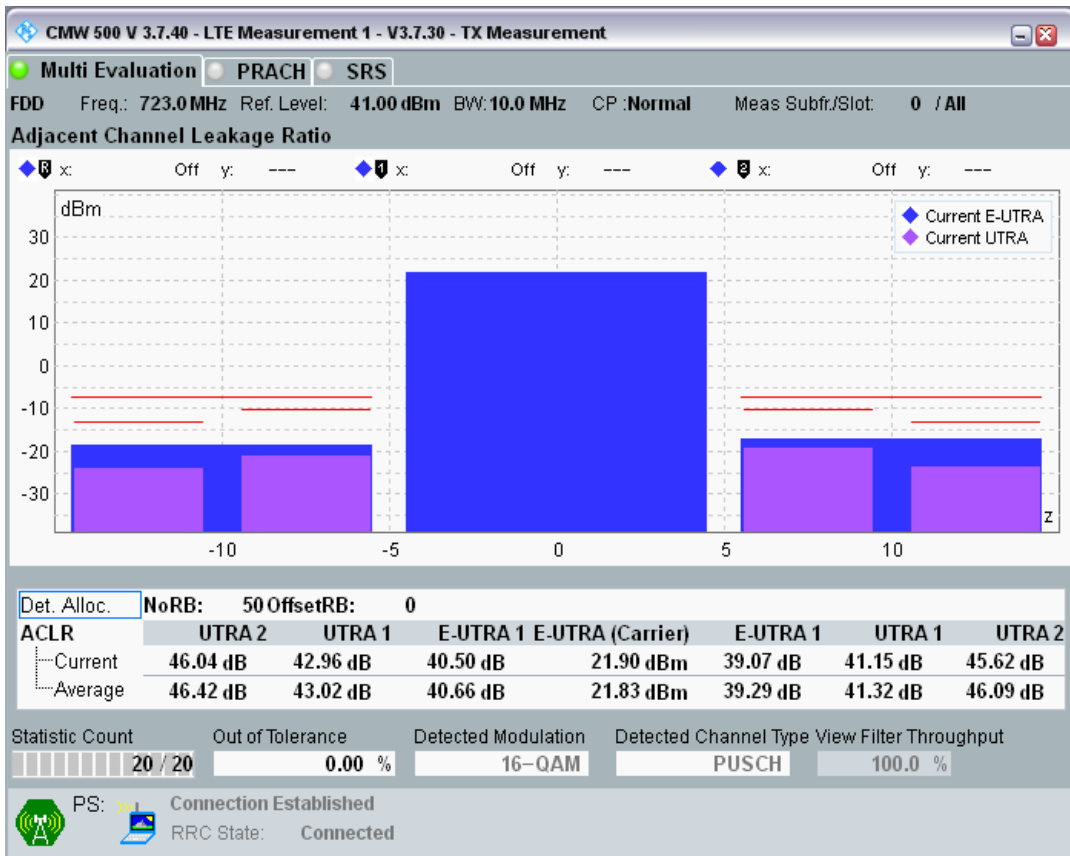 CMW 500 V 3.7.40 - LTE Measurement 1 - V3.7.30 - TX Measurement
Multi Evaluation PRACH SRS
FDD Freq.: 723.0 MHz Ref. Level: 41.00 dBm BW: 10.0 MHz CP : Normal Meas Subfr./Slot: 0 / All
Adjacent Channel Leakage Ratio
R x: Off y: --- 1 x: Off y: --- 2 x: Off y: ---
dBm
Current E-UTRA
Current UTRA
30
20
10
0
-10
-20
-30
z
-10 -5 0 5 10
Det. Alloc. NoRB: 50 OffsetRB: 0
ACLR UTRA 2 UTRA 1 E-UTRA 1 E-UTRA (Carrier) E-UTRA 1 UTRA 1 UTRA 2
Current 46.04 dB 42.96 dB 40.50 dB 21.90 dBm 39.07 dB 41.15 dB 45.62 dB
Average 46.42 dB 43.02 dB 40.66 dB 21.83 dBm 39.29 dB 41.32 dB 46.09 dB
Statistic Count Out of Tolerance Detected Modulation Detected Channel Type View Filter Throughput
20 / 20 0.00 % 16-QAM PUSCH 100.0 %
PS: Connection Established
RRC State: Connected